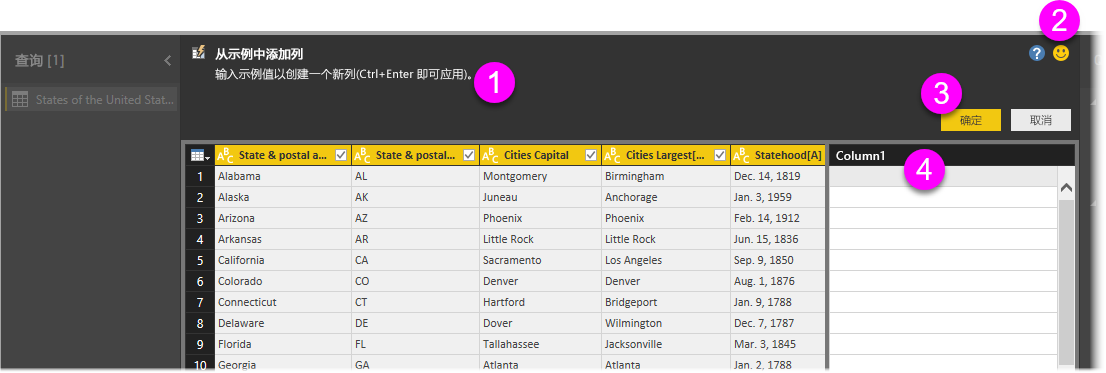 2
查询 [1]
从示例中添加列
输入示例值以创建一个新列(Ctrl+Enter 即可应用)。
1
?
3
States of the United Stat...
确定
取消
ABC State & postal a...
ABC State & postal...
ABC Cities Capital
ABC Cities Largest[...
ABC Statehood[A]
Column1
4
1 Alabama AL Montgomery Birmingham Dec. 14, 1819
2 Alaska AK Juneau Anchorage Jan. 3, 1959
3 Arizona AZ Phoenix Phoenix Feb. 14, 1912
4 Arkansas AR Little Rock Little Rock Jun. 15, 1836
5 California CA Sacramento Los Angeles Sep. 9, 1850
6 Colorado CO Denver Denver Aug. 1, 1876
7 Connecticut CT Hartford Bridgeport Jan. 9, 1788
8 Delaware DE Dover Wilmington Dec. 7, 1787
9 Florida FL Tallahassee Jacksonville Mar. 3, 1845
10 Georgia GA Atlanta Atlanta Jan. 2, 1788